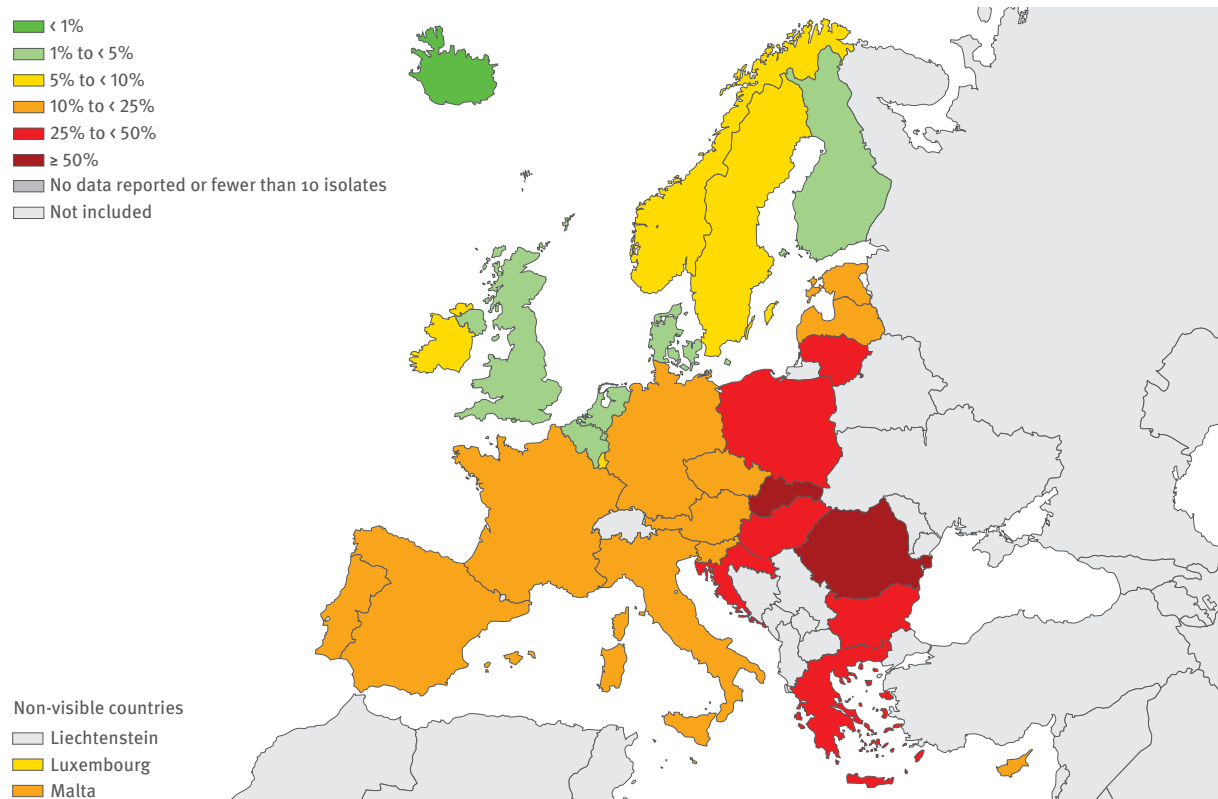 < 1%
1% to < 5%
5% to < 10%
10% to < 25%
25% to < 50%
≥ 50%
No data reported or fewer than 10 isolates
Not included
Non-visible countries
Liechtenstein
Luxembourg
Malta